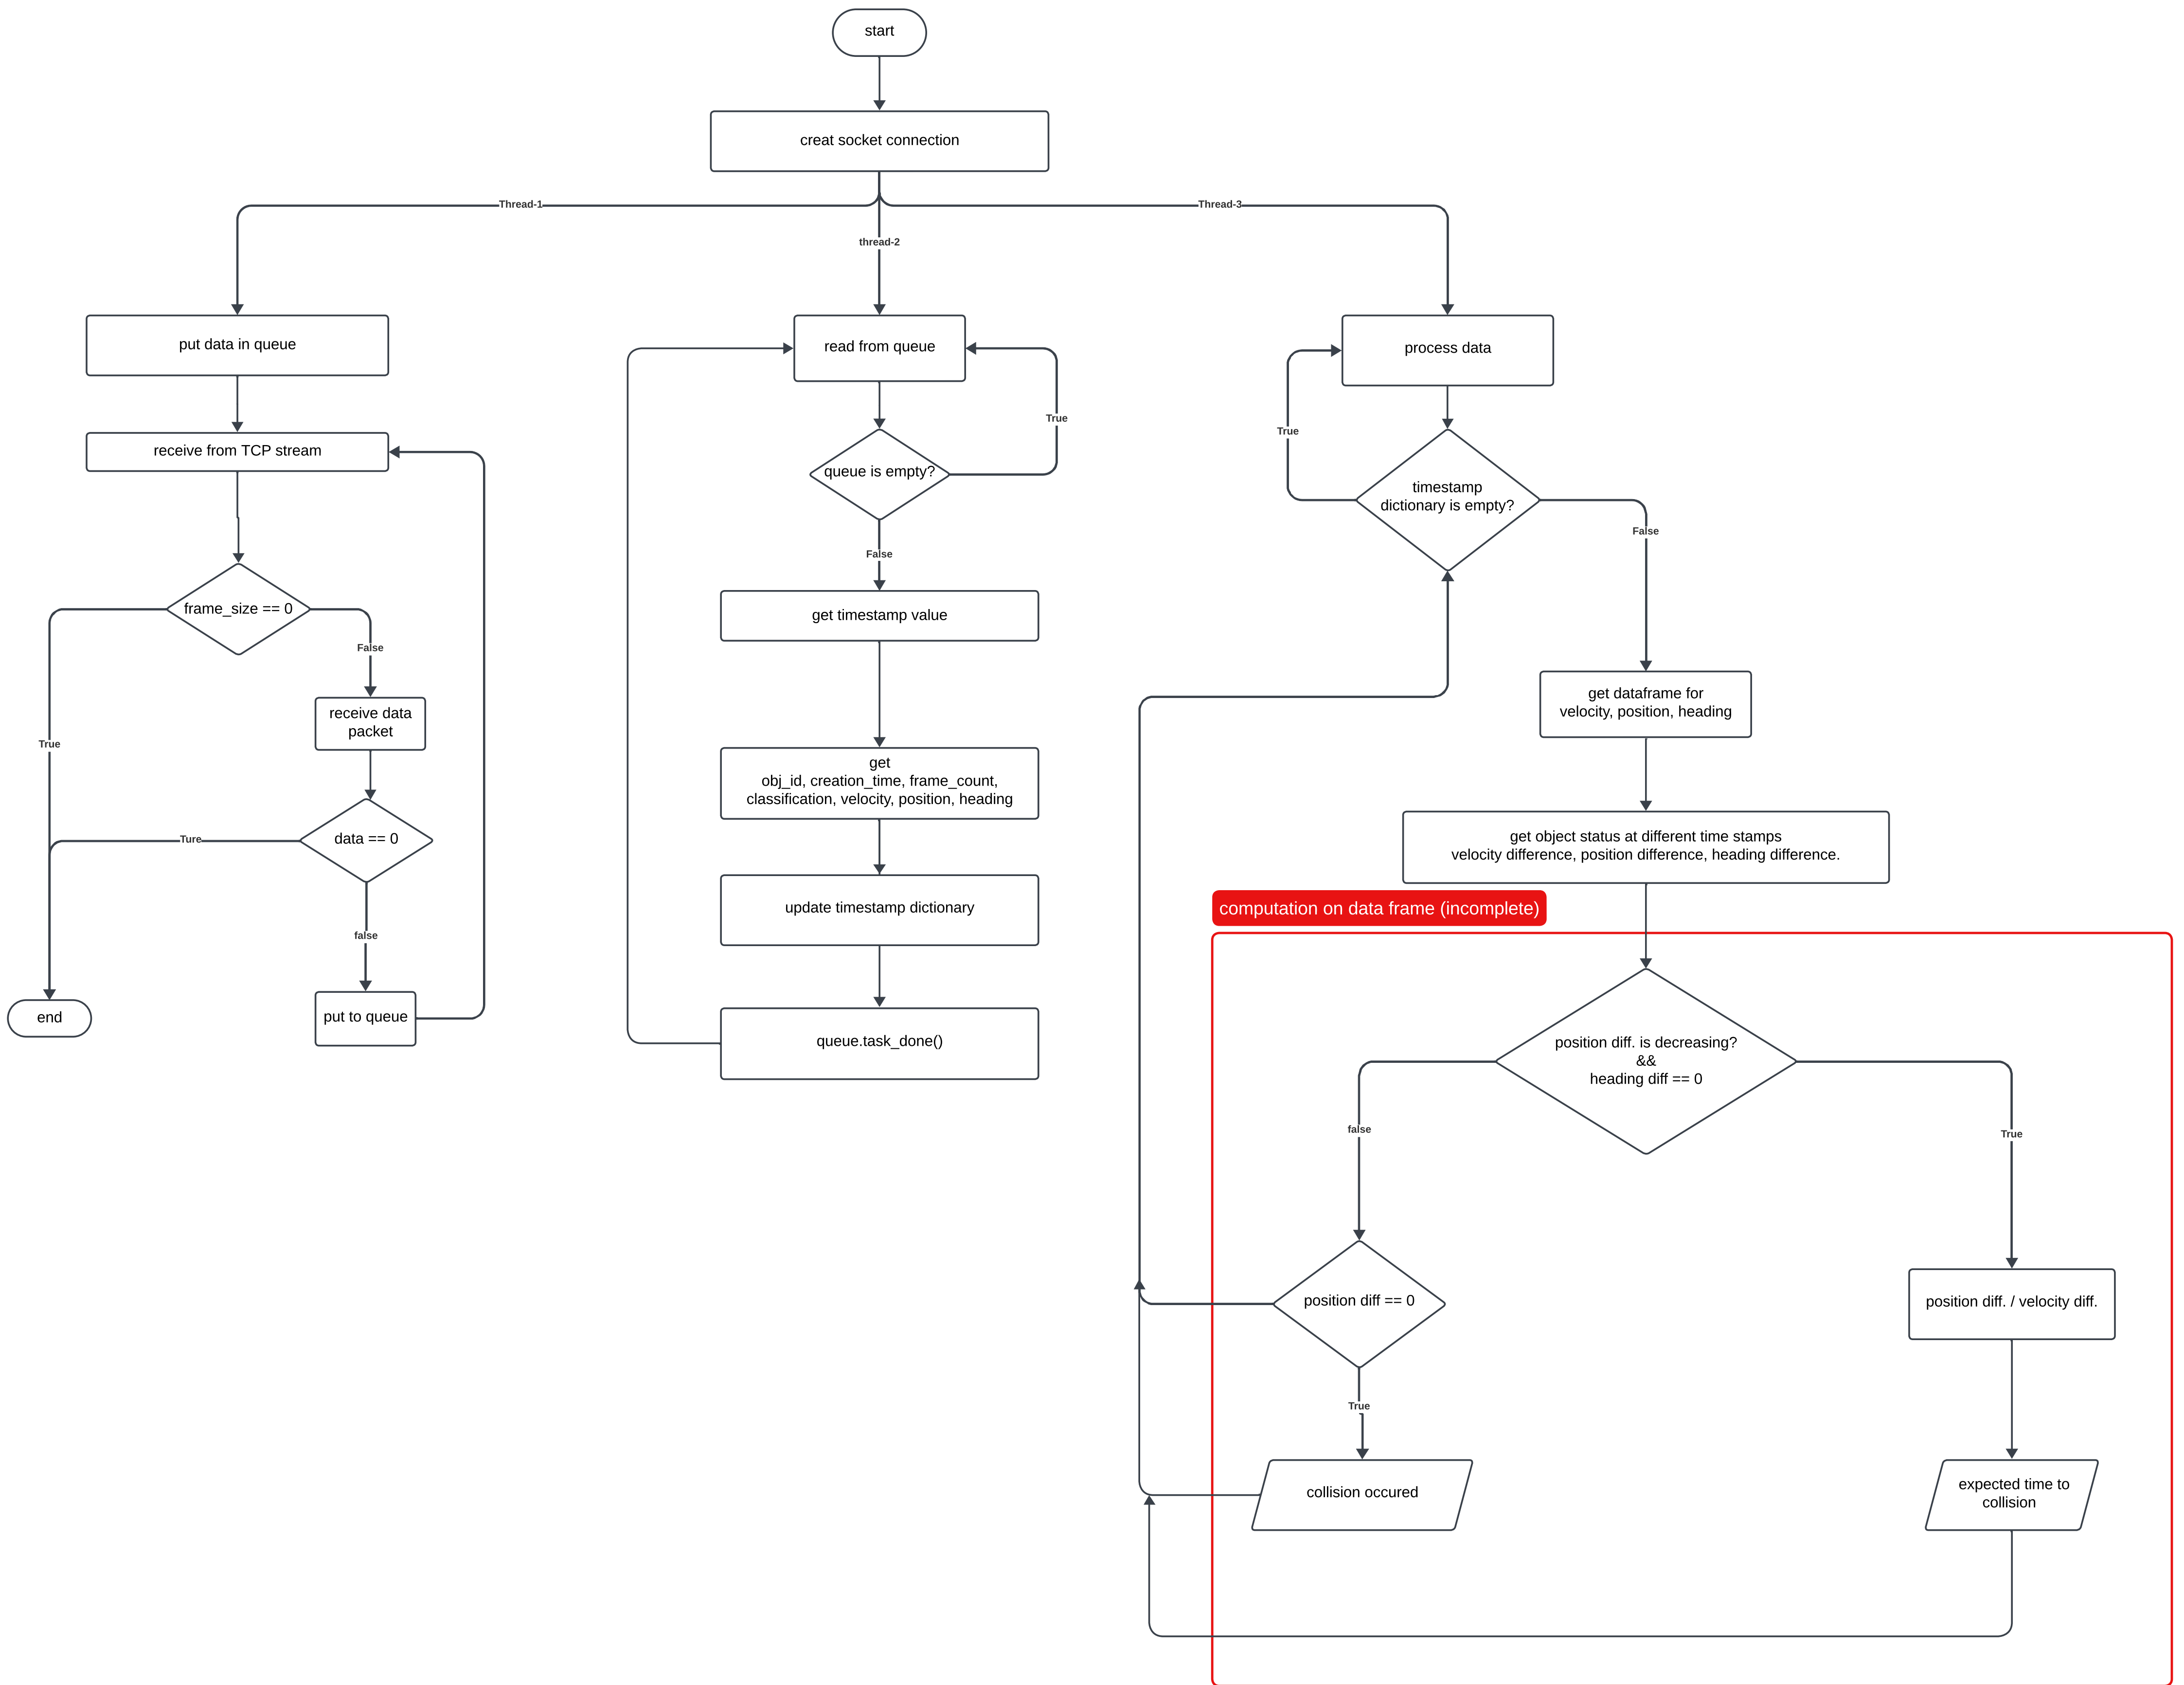 start
creat socket connection
Thread-1
thread-2
Thread-3
put data in queue
receive from TCP stream
frame_size == 0
True
False
receive data
packet
data == 0
Ture
false
put to queue
end
read from queue
True
queue is empty?
False
get timestamp value
get
obj_id, creation_time, frame_count,
classification, velocity, position, heading
update timestamp dictionary
queue.task_done()
process data
True
timestamp
dictionary is empty?
False
get dataframe for
velocity, position, heading
get object status at different time stamps
velocity difference, position difference, heading difference.
computation on data frame (incomplete)
position diff. is decreasing?
&&
heading diff == 0
false
True
position diff == 0
True
collision occured
position diff. / velocity diff.
expected time to
collision